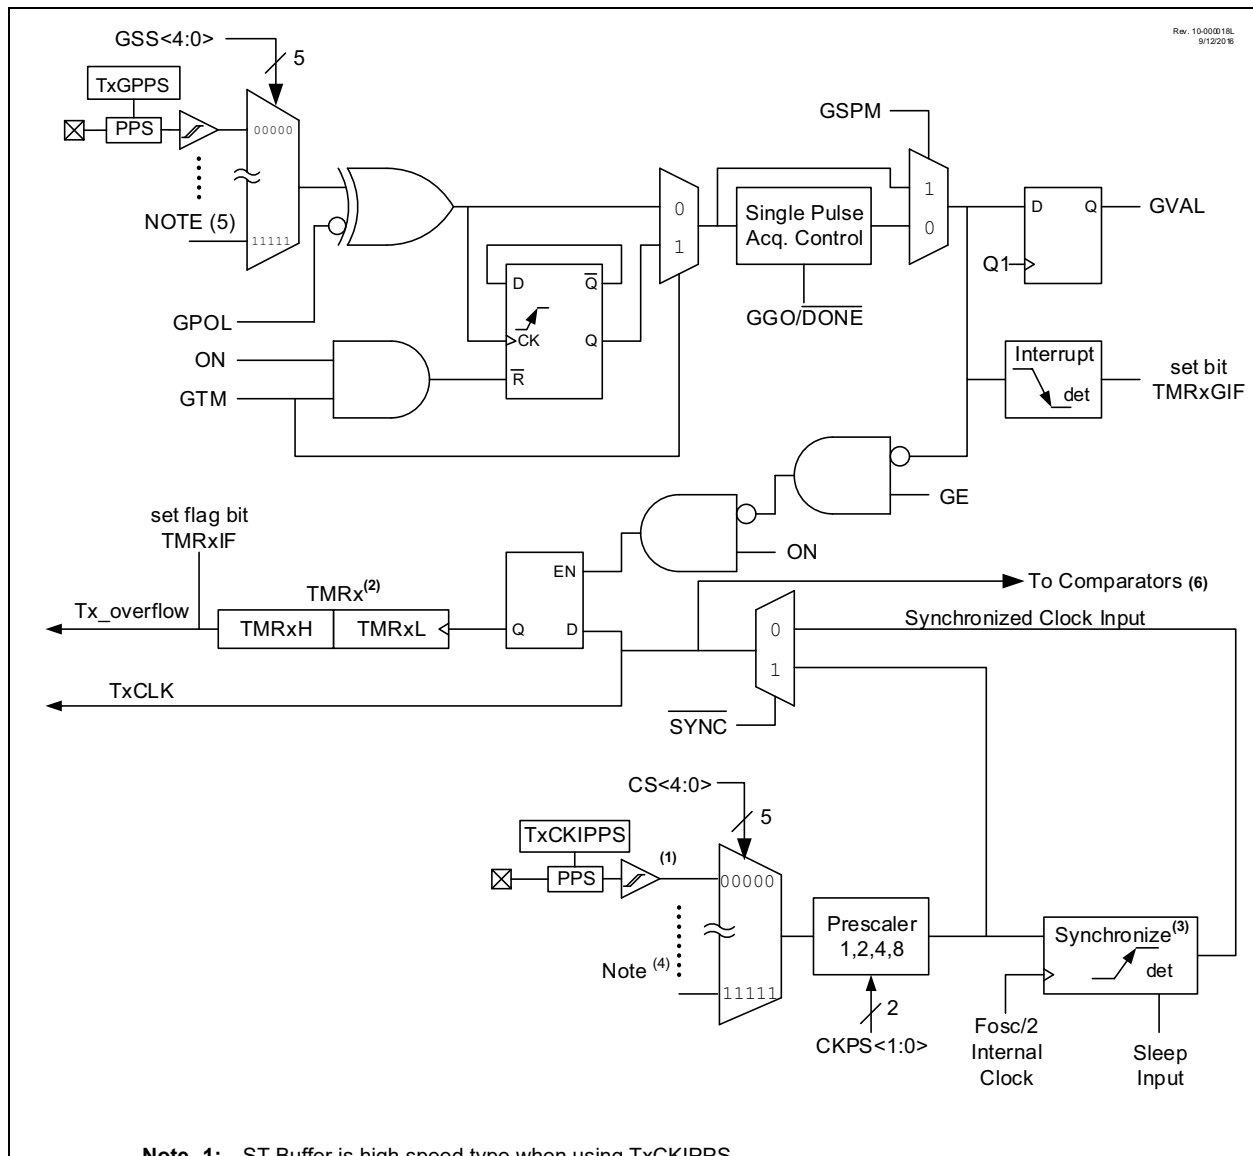 Rev. 10-000018L
9/12/2016
GSS<4:0>
5
TxGPPS
PPS
00000
NOTE (5)
11111
GPOL
ON
GTM
D
Q
CK
Q
R
0
1
Single Pulse
Acq. Control
GGO/DONE
GSPM
1
0
D
Q
Q1
GVAL
Interrupt
det
set bit
TMRxGIF
GE
ON
set flag bit
TMRxIF
Tx_overflow
TMRx(2)
TMRxH
TMRxL
EN
Q
D
TxCLK
To Comparators (6)
0
1
Synchronized Clock Input
SYNC
CS<4:0>
5
TxCKIPPS
PPS
(1)
00000
Note (4)
11111
Prescaler
1,2,4,8
2
CKPS<1:0>
Synchronize(3)
det
Fosc/2
Internal
Clock
Sleep
Input
Note 1: ST Buffer is high speed type when using TxCKIPPS